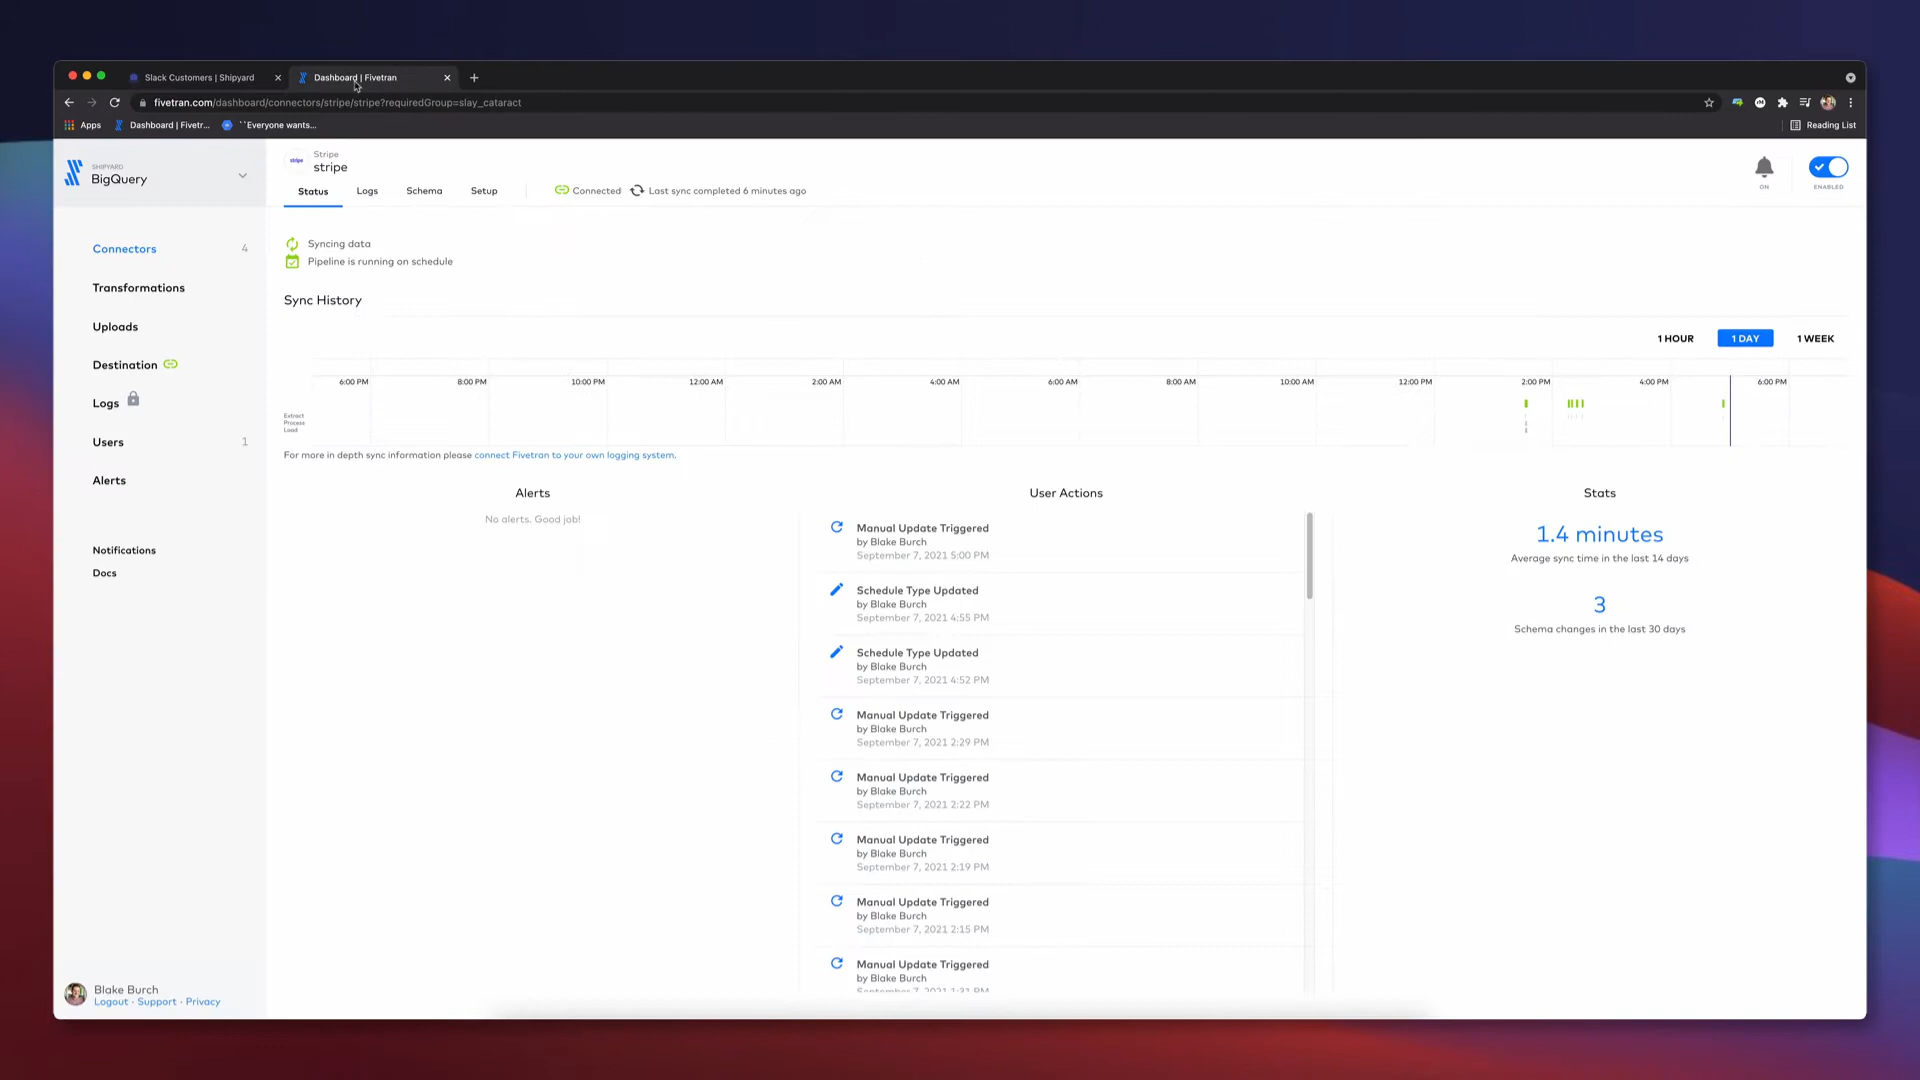 Slack Customers | Shipyard
Dashboard | Fivetran
fivetran.com/dashboard/connectors/stripe/stripe?requiredGroup=slay_cataract
Apps
Dashboard | Fivetr...
``Everyone wants...
Reading List
SHIPYARD
BigQuery
stripe
Stripe
stripe
Status
Logs
Schema
Setup
Connected
Last sync completed 6 minutes ago
ON
ENABLED
Connectors 4
Transformations
Uploads
Destination
Logs
Users 1
Alerts
Notifications
Docs
Syncing data
Pipeline is running on schedule
Sync History
1 HOUR
1 DAY
1 WEEK
6:00 PM 8:00 PM 10:00 PM 12:00 AM 2:00 AM 4:00 AM 6:00 AM 8:00 AM 10:00 AM 12:00 PM 2:00 PM 4:00 PM 6:00 PM
Extract
Process
Load
For more in depth sync information please connect Fivetran to your own logging system.
Alerts
No alerts. Good job!
User Actions
Manual Update Triggered
by Blake Burch
September 7, 2021 5:00 PM
Schedule Type Updated
by Blake Burch
September 7, 2021 4:55 PM
Schedule Type Updated
by Blake Burch
September 7, 2021 4:52 PM
Manual Update Triggered
by Blake Burch
September 7, 2021 2:29 PM
Manual Update Triggered
by Blake Burch
September 7, 2021 2:22 PM
Manual Update Triggered
by Blake Burch
September 7, 2021 2:19 PM
Manual Update Triggered
by Blake Burch
September 7, 2021 2:15 PM
Manual Update Triggered
by Blake Burch
September 7, 2021 1:31 PM
Stats
1.4 minutes
Average sync time in the last 14 days
3
Schema changes in the last 30 days
Blake Burch
Logout · Support · Privacy